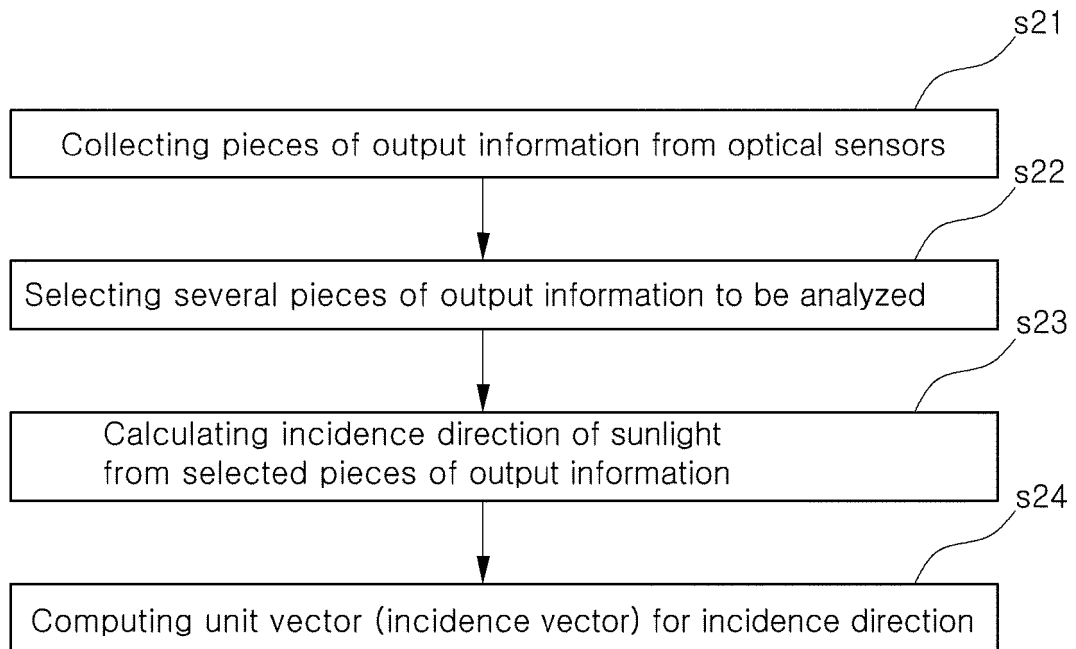 s21
Collecting pieces of output information from optical sensors
s22
Selecting several pieces of output information to be analyzed
s23
Calculating incidence direction of sunlight
from selected pieces of output information
s24
Computing unit vector (incidence vector) for incidence direction